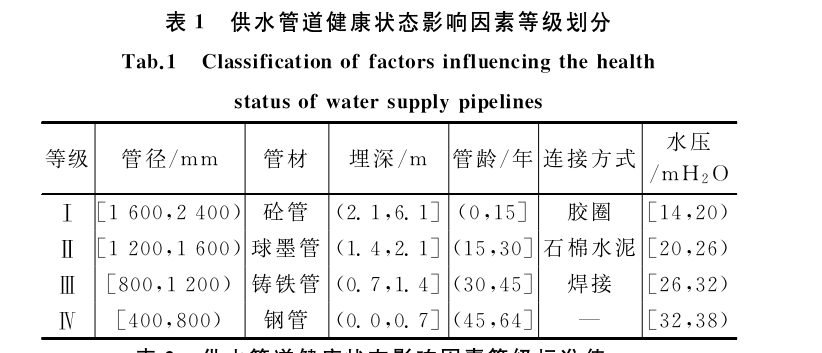 表 1 供水管道健康状态影响因素等级划分
Tab.1 Classification of factors influencing the health
status of water supply pipelines
等级 管径/mm 管材 埋深/m 管龄/年 连接方式 水压/mH₂O
Ⅰ [1 600,2 400) 砼管 (2.1,6.1] (0,15] 胶圈 [14,20)
Ⅱ [1 200,1 600) 球墨管 (1.4,2.1] (15,30] 石棉水泥 [20,26)
Ⅲ [800,1 200) 铸铁管 (0.7,1.4] (30,45] 焊接 [26,32)
Ⅳ [400,800) 钢管 (0.0,0.7] (45,64] — [32,38)